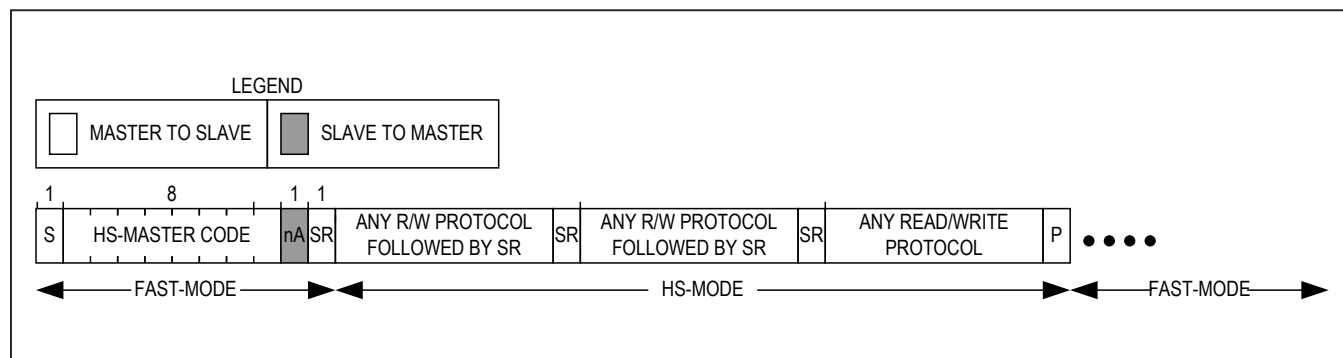 LEGEND
MASTER TO SLAVE SLAVE TO MASTER
1 8 1 1
S HS-MASTER CODE nA SR ANY R/W PROTOCOL FOLLOWED BY SR SR ANY R/W PROTOCOL FOLLOWED BY SR SR ANY READ/WRITE PROTOCOL P
FAST-MODE HS-MODE FAST-MODE